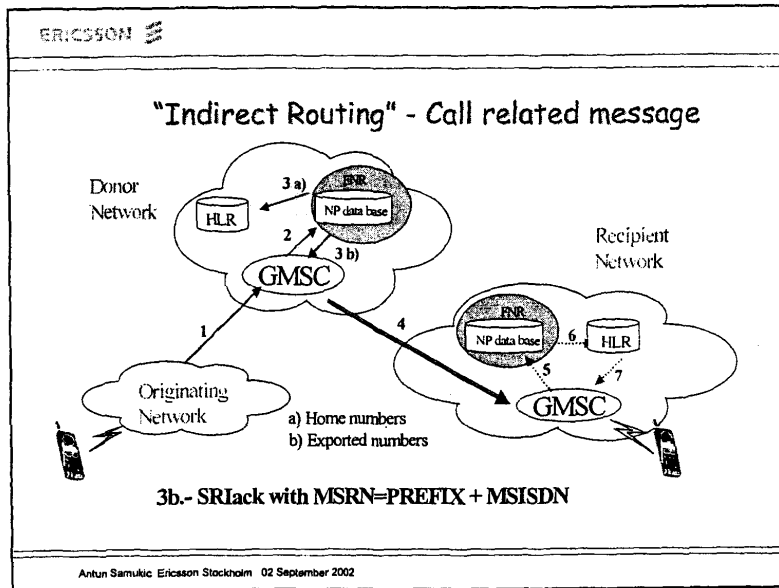 ERICSSON
"Indirect Routing" - Call related message
Donor
Network
3 a)
FNR
HLR
NP data base
2
3 b)
GMSC
Recipient
Network
1
4
FNR
NP data base
6
HLR
5
7
GMSC
Originating
Network
a) Home numbers
b) Exported numbers
3b.- SRIack with MSRN=PREFIX + MSISDN
Antun Samukic Ericsson Stockholm 02 September 2002